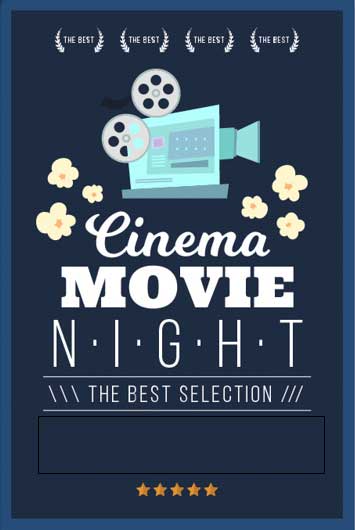 THE BEST THE BEST THE BEST THE BEST
Cinema
MOVIE
N·I·G·H·T
\\\ THE BEST SELECTION ///